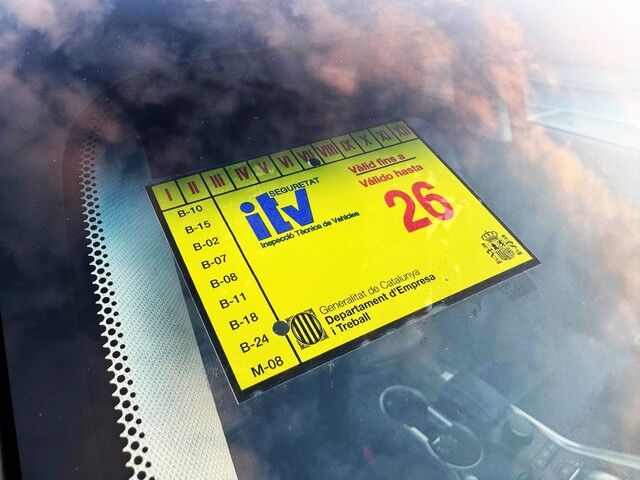 I II III IV V VI VII VIII IX X XI XII
SEGURETAT
itv
Inspecció Tècnica de Vehicles
Vàlid fins a
Válido hasta
26
B-10
B-15
B-02
B-07
B-08
B-11
B-18
B-24
M-08
Generalitat de Catalunya
Departament d'Empresa
i Treball